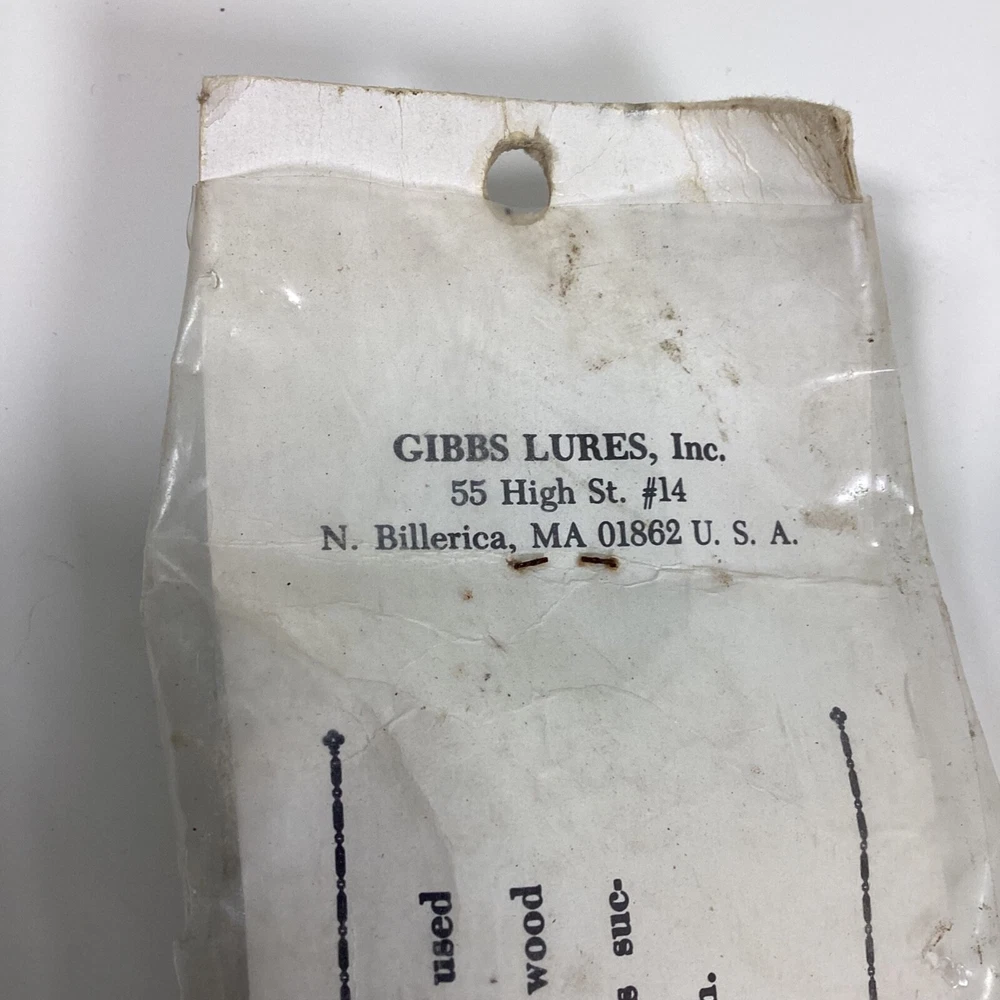 GIBBS LURES, Inc.
55 High St. #14
N. Billerica, MA 01862 U. S. A.
used
wood
s suc-